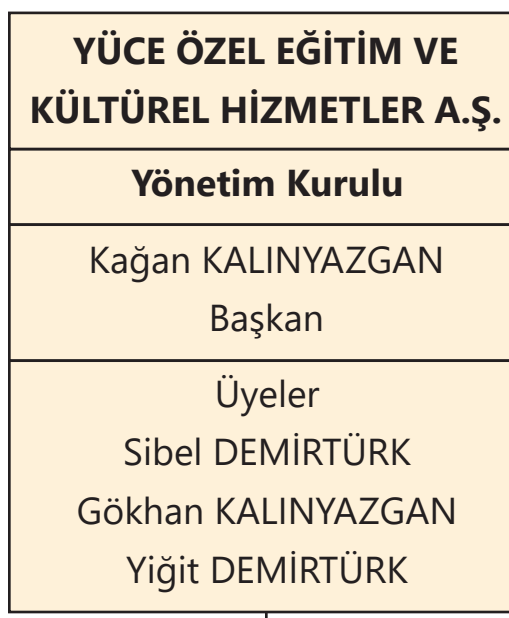 YÜCE ÖZEL EĞİTİM VE
KÜLTÜREL HİZMETLER A.Ş.
Yönetim Kurulu
Kağan KALINYAZGAN
Başkan
Üyeler
Sibel DEMİRTÜRK
Gökhan KALINYAZGAN
Yiğit DEMİRTÜRK